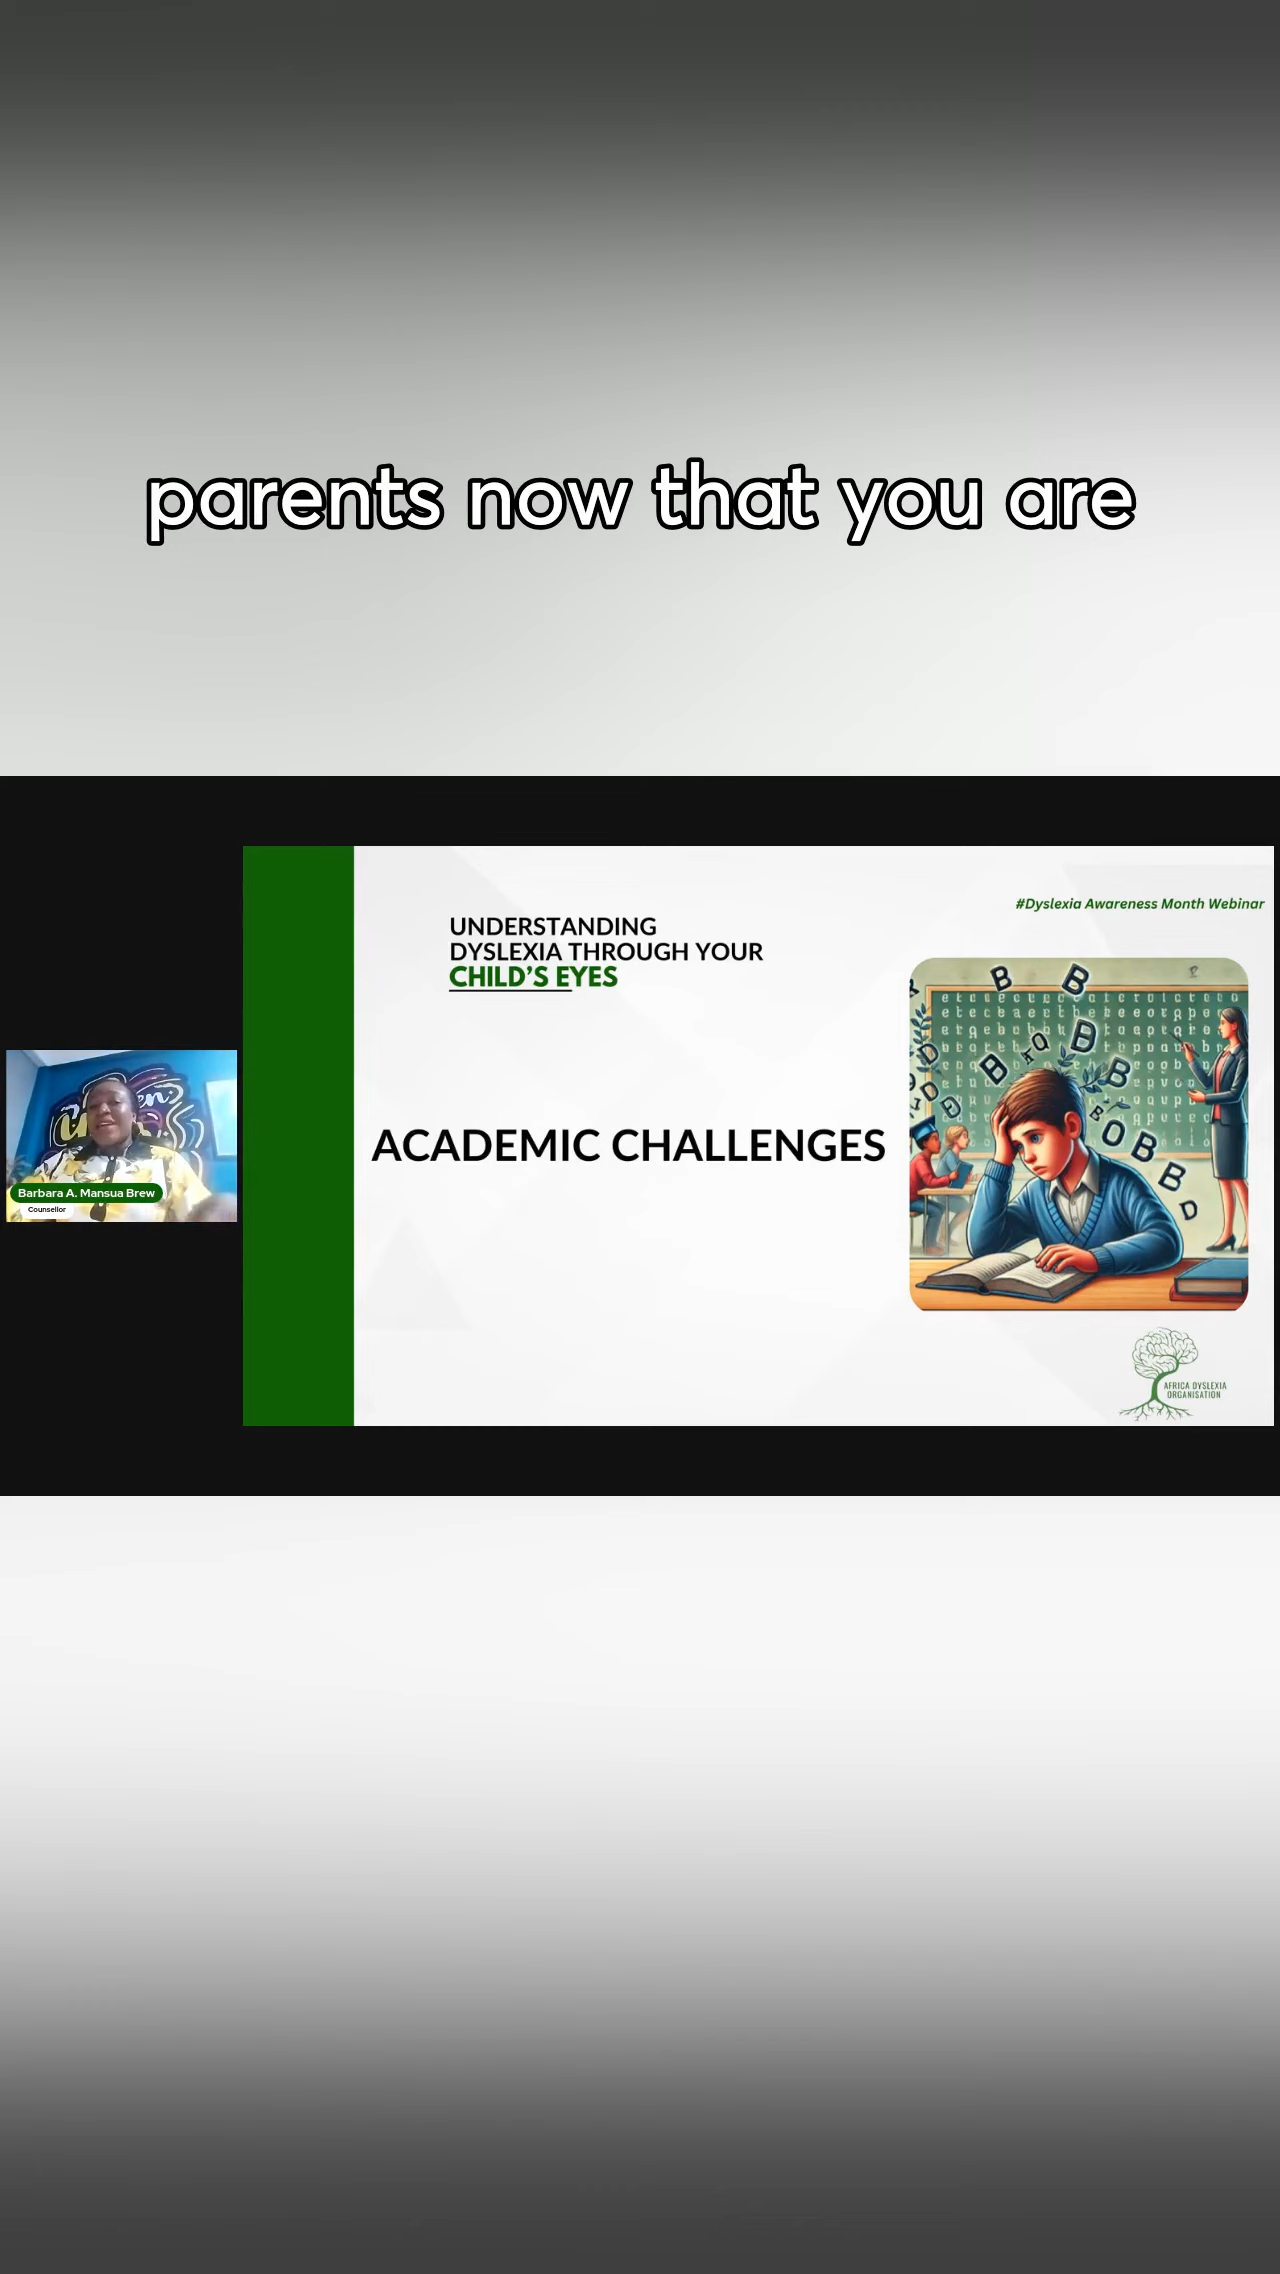 parents now that you are
#Dyslexia Awareness Month Webinar
UNDERSTANDING
DYSLEXIA THROUGH YOUR
CHILD'S EYES
ACADEMIC CHALLENGES
Barbara A. Mansua Brew
Counsellor
AFRICA DYSLEXIA
ORGANISATION